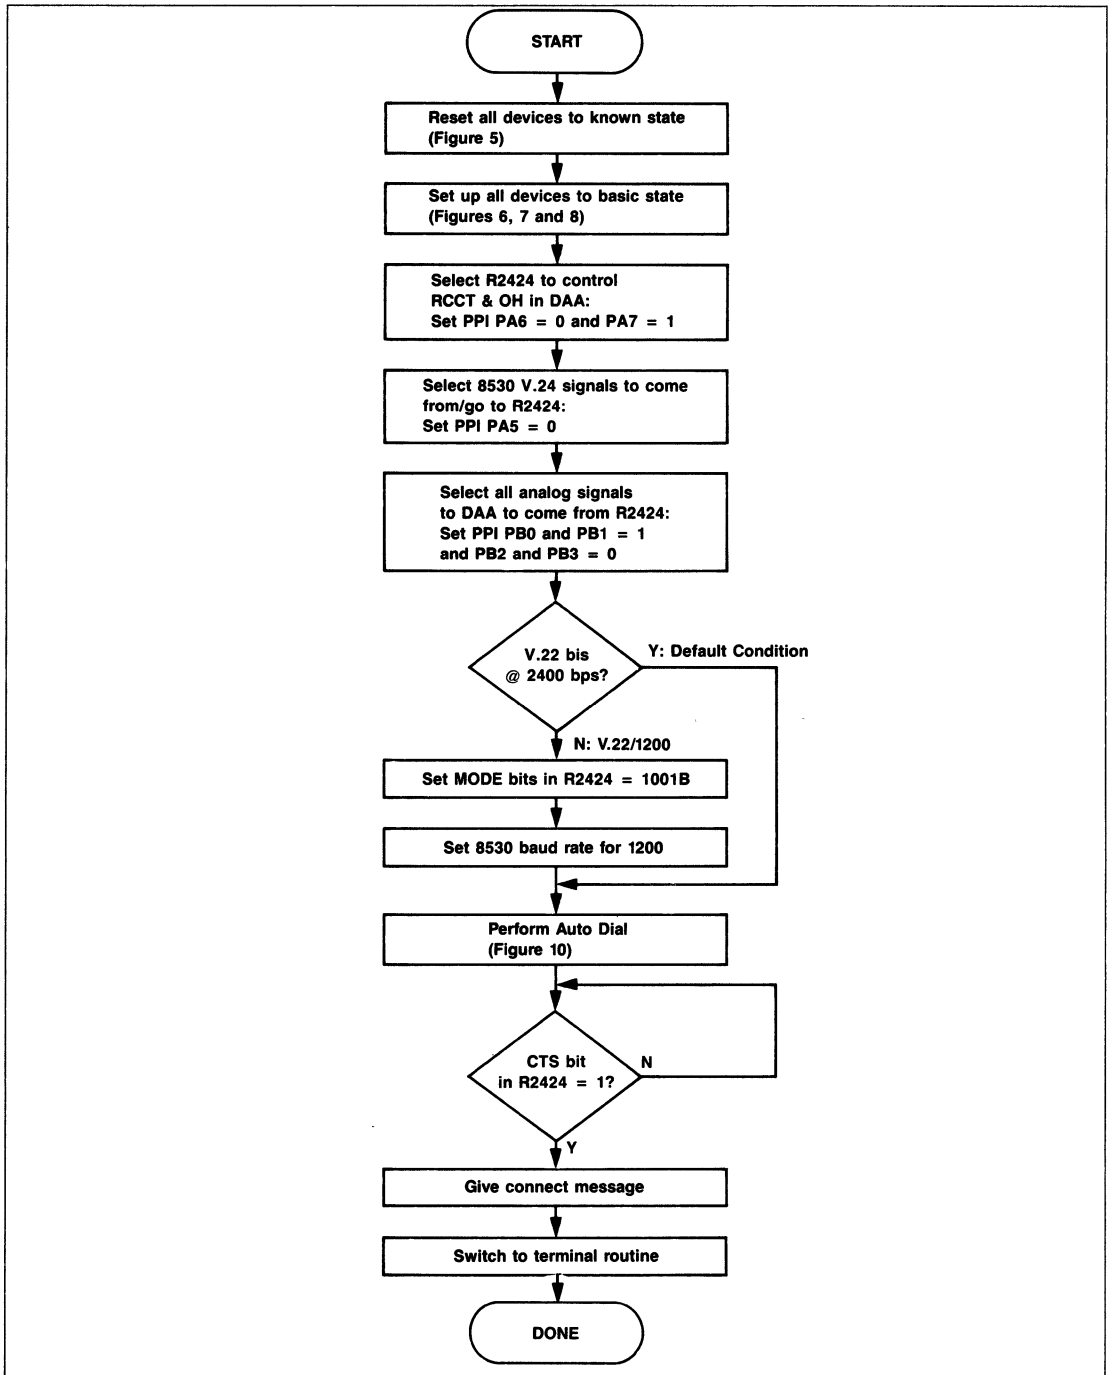 START
Reset all devices to known state
(Figure 5)
Set up all devices to basic state
(Figures 6, 7 and 8)
Select R2424 to control
RCCT & OH in DAA:
Set PPI PA6 = 0 and PA7 = 1
Select 8530 V.24 signals to come
from/go to R2424:
Set PPI PA5 = 0
Select all analog signals
to DAA to come from R2424:
Set PPI PB0 and PB1 = 1
and PB2 and PB3 = 0
V.22 bis
@ 2400 bps?
Y: Default Condition
N: V.22/1200
Set MODE bits in R2424 = 1001B
Set 8530 baud rate for 1200
Perform Auto Dial
(Figure 10)
CTS bit
in R2424 = 1?
N
Y
Give connect message
Switch to terminal routine
DONE